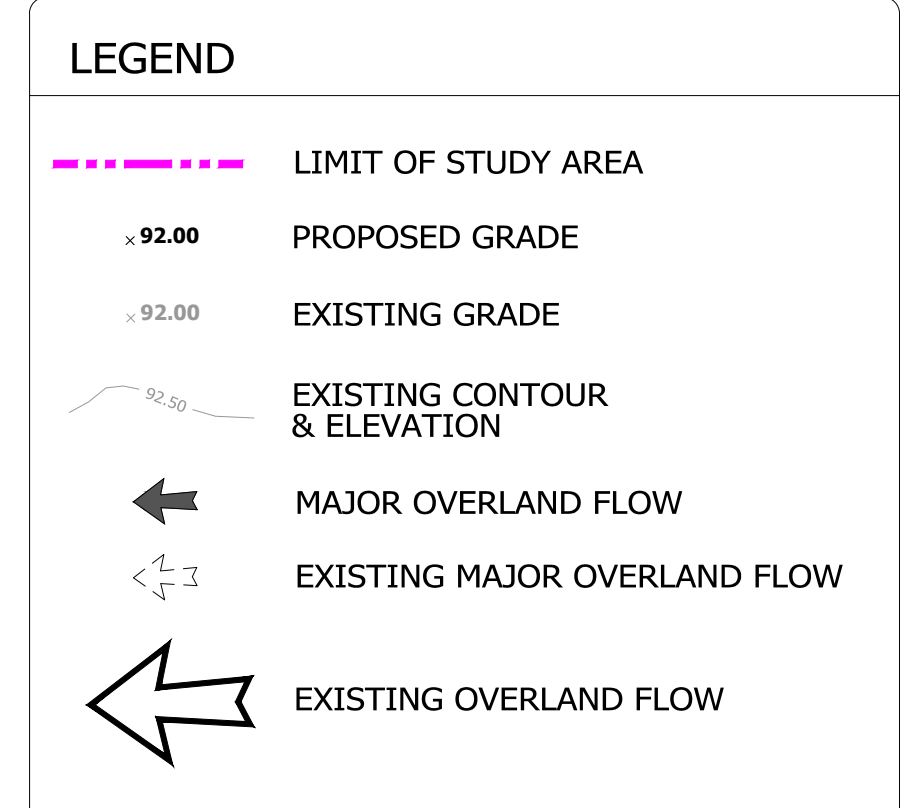 LEGEND
LIMIT OF STUDY AREA
×92.00 PROPOSED GRADE
×92.00 EXISTING GRADE
92.50 EXISTING CONTOUR
& ELEVATION
MAJOR OVERLAND FLOW
EXISTING MAJOR OVERLAND FLOW
EXISTING OVERLAND FLOW